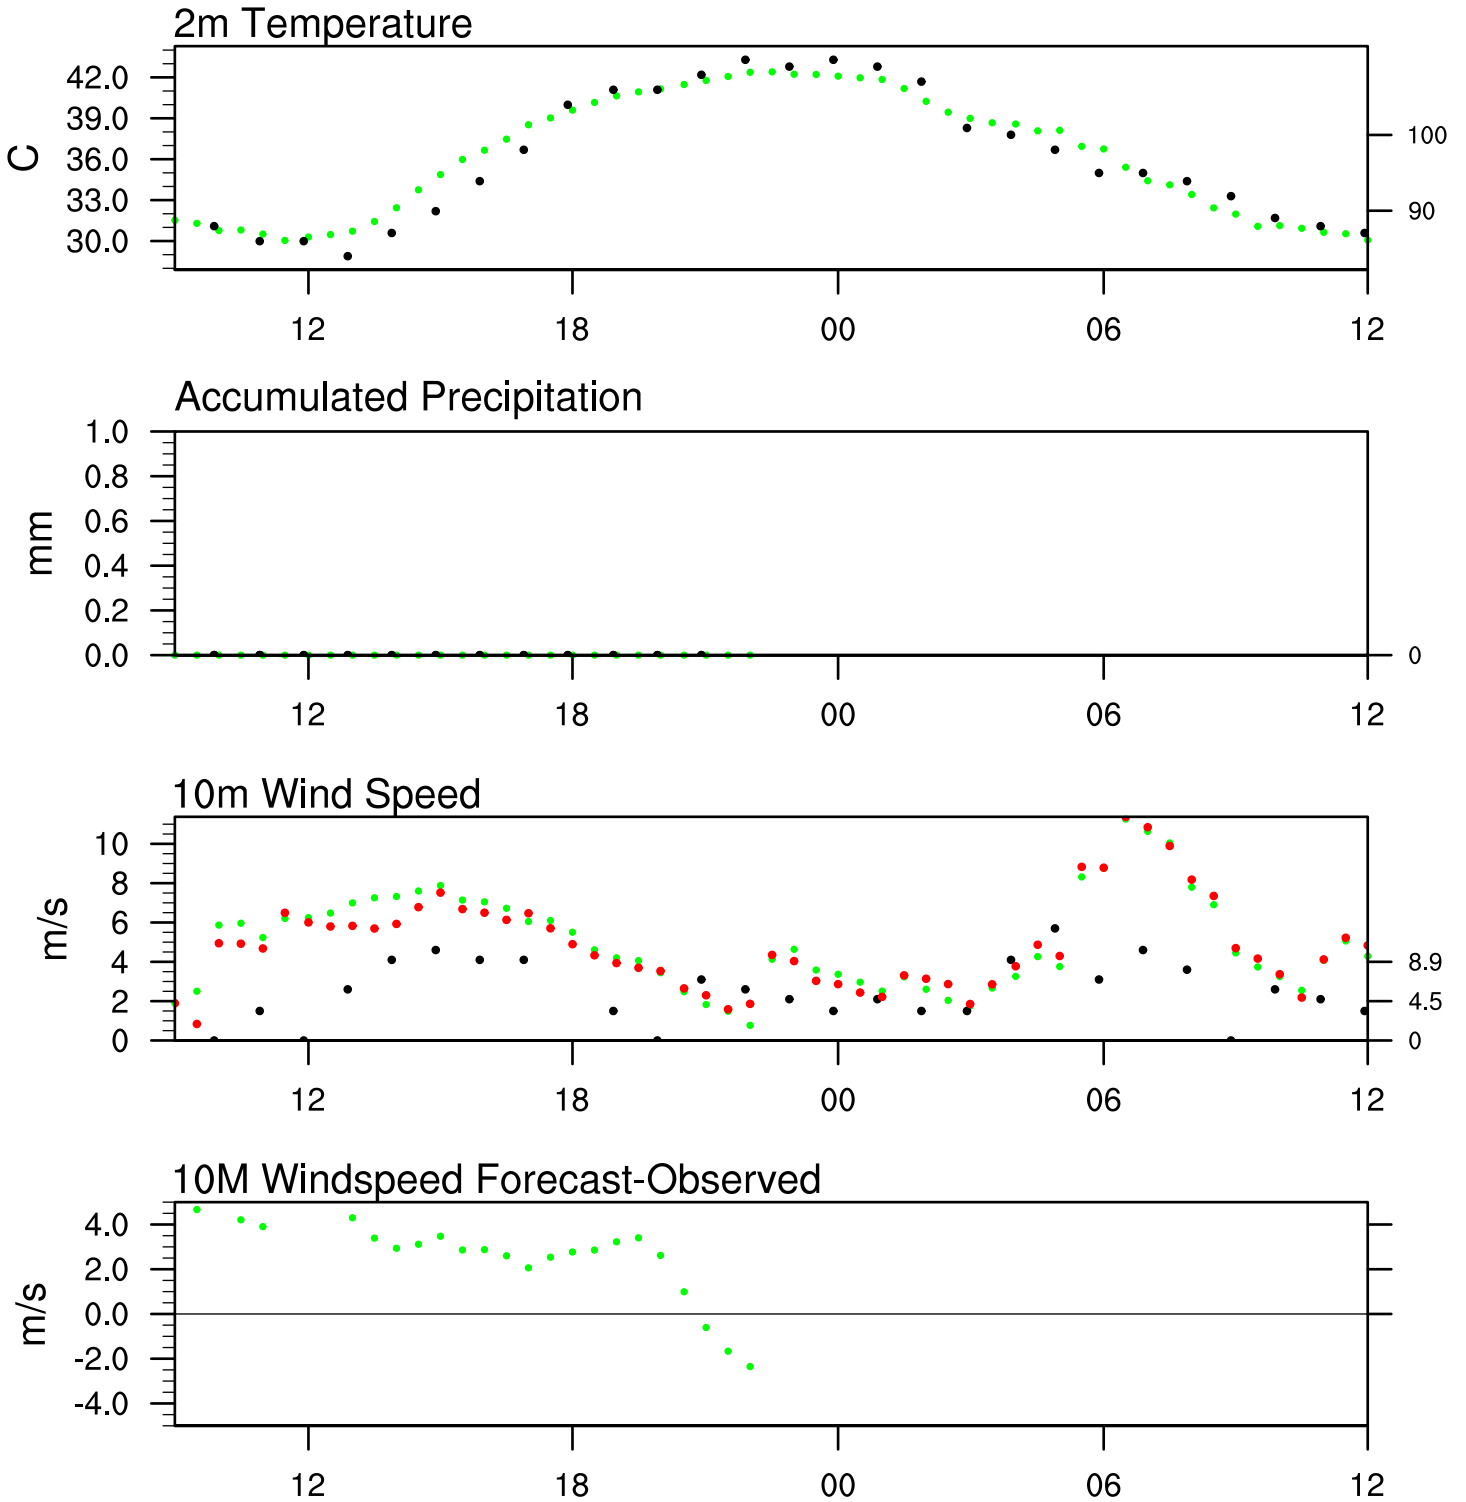 2m Temperature
42.0
39.0
36.0
33.0
30.0
C
100
90
12 18 00 06 12
Accumulated Precipitation
1.0
0.8
0.6
0.4
0.2
0.0
mm
0
12 18 00 06 12
10m Wind Speed
10
8
6
4
2
0
m/s
8.9
4.5
0
12 18 00 06 12
10M Windspeed Forecast-Observed
4.0
2.0
0.0
-2.0
-4.0
m/s
12 18 00 06 12